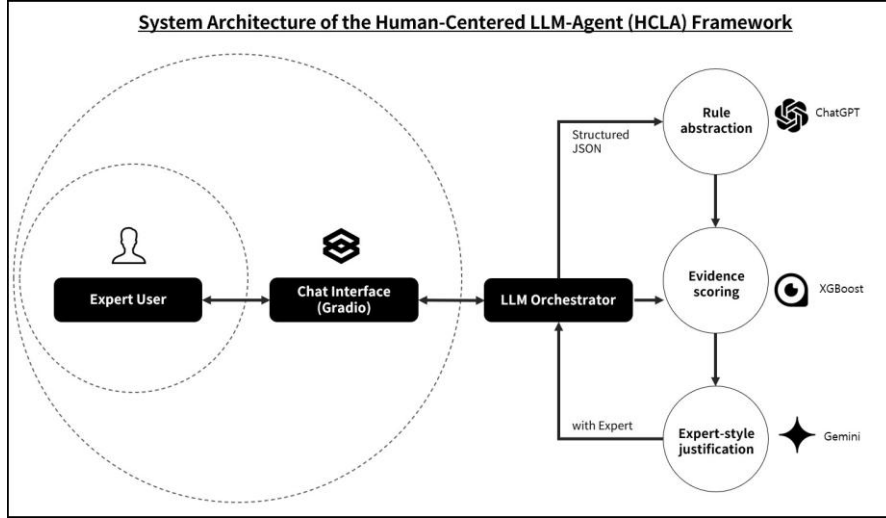 System Architecture of the Human-Centered LLM-Agent (HCLA) Framework
Rule
abstraction
ChatGPT
Structured
JSON
Expert User
Chat Interface
(Gradio)
LLM Orchestrator
Evidence
scoring
XGBoost
with Expert
Expert-style
justification
Gemini